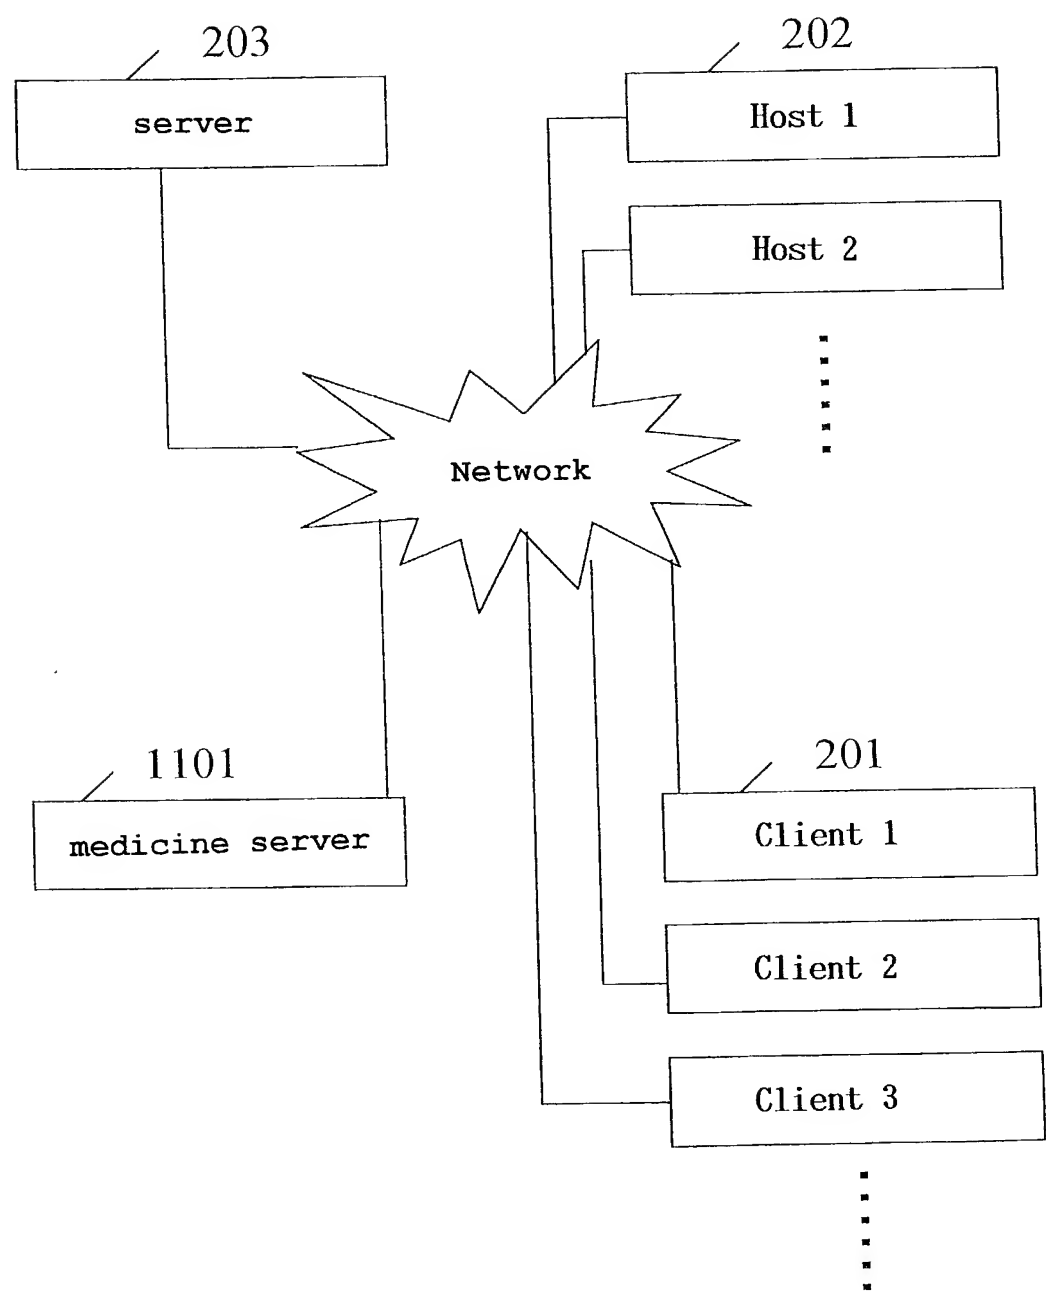 203
server
202
Host 1
Host 2
Network
1101
medicine server
201
Client 1
Client 2
Client 3